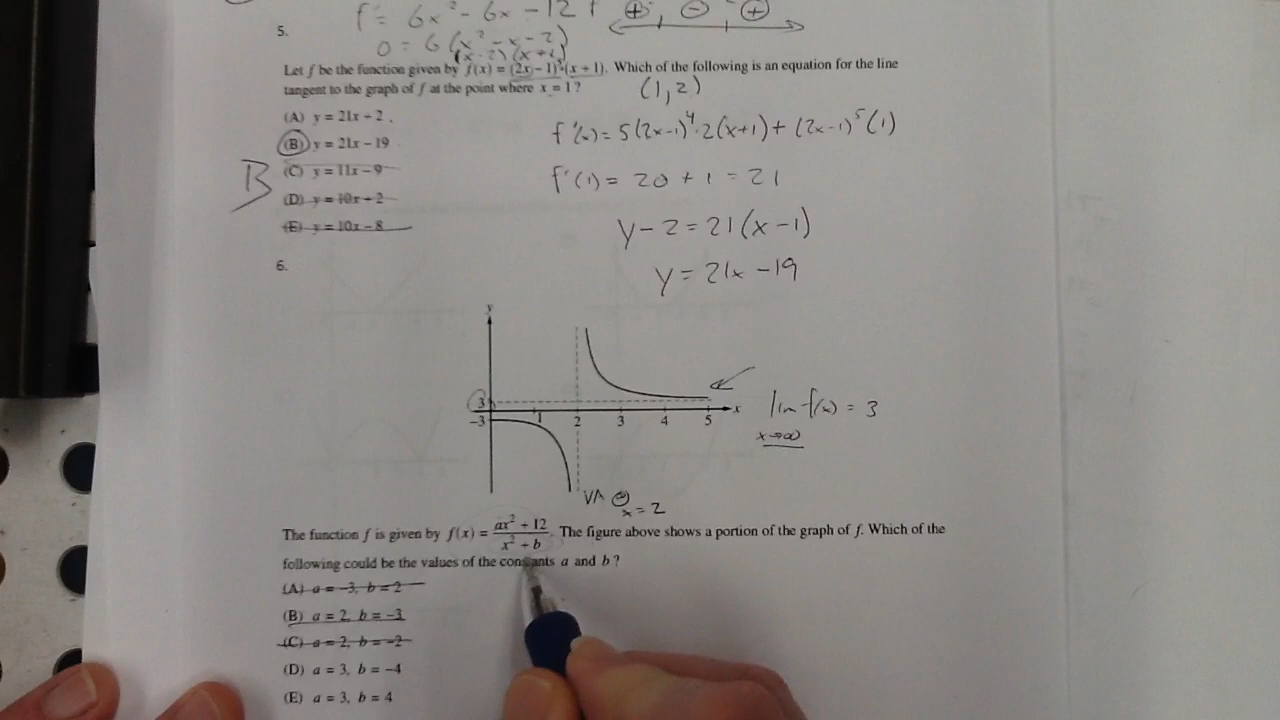 f' = 6x² - 6x - 12
+ - +
5.
0 = 6(x² - x - 2)
(x-2)(x+1)
Let f be the function given by f(x) = (2x - 1)⁵(x + 1). Which of the following is an equation for the line
tangent to the graph of f at the point where x = 1?
(1,2)
(A) y = 21x + 2
(B) y = 21x - 19
(C) y = 11x - 9
(D) y = 10x + 2
(E) y = 10x - 8
B
f'(x) = 5(2x-1)⁴·2(x+1) + (2x-1)⁵(1)
f'(1) = 20 + 1 = 21
y - 2 = 21(x - 1)
y = 21x - 19
6.
y
3
-3
1 2 3 4 5 x
lim f(x) = 3
x→∞
VA @ x = 2
The function f is given by f(x) = (ax² + 12)/(x² + b). The figure above shows a portion of the graph of f. Which of the
following could be the values of the constants a and b?
(A) a = -3, b = 2
(B) a = 2, b = -3
(C) a = 2, b = -2
(D) a = 3, b = -4
(E) a = 3, b = 4